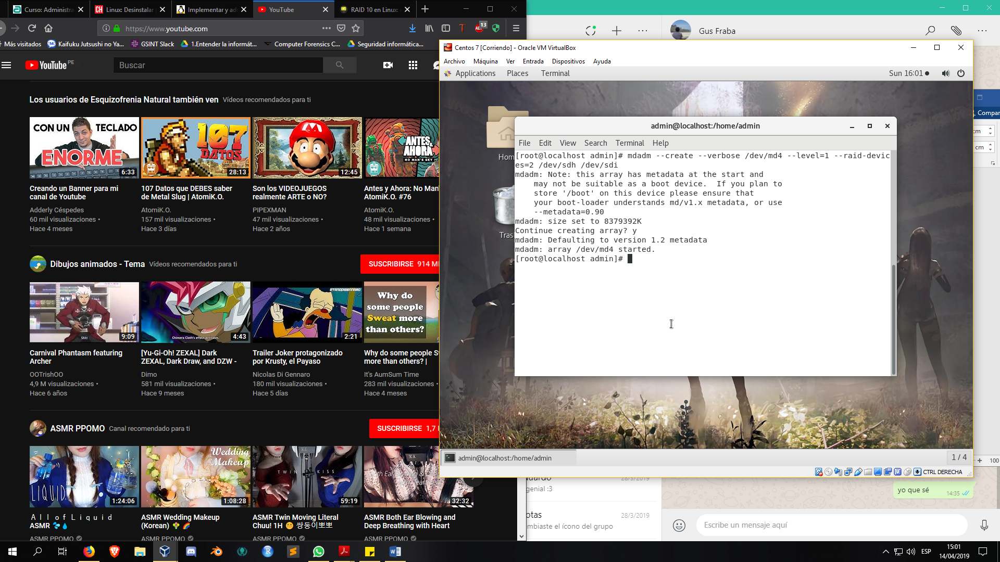 Curso: Administra
Linux: Desinstalar
Implementar y ad
YouTube
RAID 10 en Linux:
https://www.youtube.com
13
Más visitados
Kaifuku Jutsushi no Ya...
GSINT Slack
1.Entender la informát...
Computer Forensics C...
Seguridad informática...
YouTube PE
Buscar
Los usuarios de Esquizofrenia Natural también ven
Vídeos recomendados para ti
CON UN TECLADO
ENORME
6:33
107
DATOS
28:13
12:45
ANTES &
AHORA
NO MAN'S SKY
Creando un Banner para mi
canal de Youtube
Adderly Céspedes
60 mil visualizaciones •
Hace 4 meses
107 Datos que DEBES saber
de Metal Slug | AtomiK.O.
AtomiK.O.
157 mil visualizaciones •
Hace 3 días
Son los VIDEOJUEGOS
realmente ARTE o NO?
PIPEXMAN
47 mil visualizaciones •
Hace 2 años
Antes y Ahora: No Man'
AtomiK.O. #76
AtomiK.O.
48 mil visualizaciones •
Hace 1 semana
Dibujos animados - Tema
Vídeos recomendados para ti
SUSCRIBIRSE 914 MI
Shit!
9:09
Chimera Cloth's effect activates.
4:43
@TANODIGENNARO
2:21
Why do
some people
Sweat more
than others?
Carnival Phantasm featuring
Archer
OOTrishOO
4,9 M visualizaciones •
Hace 6 años
[Yu-Gi-Oh! ZEXAL] Dark
ZEXAL, Dark Draw, and DZW -
Dimo
581 mil visualizaciones •
Hace 9 meses
Trailer Joker protagonizado
por Krusty, el Payaso
Nicolas Di Gennaro
180 mil visualizaciones •
Hace 5 días
Why do some people S
more than others? |
It's AumSum Time
283 mil visualizaciones •
Hace 4 meses
ASMR PPOMO
Canal recomendado para ti
SUSCRIBIRSE 1,7
LIQUID
1:24:06
Wedding
Makeup
1:08:28
TWIN KISS
59:19
Both Ear Blowing & Deep
32:32
All of Liquid
ASMR
ASMR PPOMO
ASMR Wedding Makeup
(Korean)
ASMR PPOMO
ASMR Twin Moving Literal
Chuu! 1H 😚 쌍둥이뽀뽀
ASMR PPOMO
ASMR Both Ear Blowing and
Deep Breathing with Heart
ASMR PPOMO
Gus Fraba
Centos 7 [Corriendo] - Oracle VM VirtualBox
Archivo Máquina Ver Entrada Dispositivos Ayuda
Applications Places Terminal
Sun 16:01
Hom
Tras
admin@localhost:/home/admin
File Edit View Search Terminal Help
[root@localhost admin]# mdadm --create --verbose /dev/md4 --level=1 --raid-devic
es=2 /dev/sdh /dev/sdi
mdadm: Note: this array has metadata at the start and
may not be suitable as a boot device. If you plan to
store '/boot' on this device please ensure that
your boot-loader understands md/v1.x metadata, or use
--metadata=0.90
mdadm: size set to 8379392K
Continue creating array? y
mdadm: Defaulting to version 1.2 metadata
mdadm: array /dev/md4 started.
[root@localhost admin]#
admin@localhost:/home/admin
1 / 4
CTRL DERECHA
Compar
cm
cm
100
28/3/2019
genial :3
otas
28/3/2019
mbiaste el ícono del grupo
yo que sé
14:35
Escribe un mensaje aquí
ESP
15:01
14/04/2019